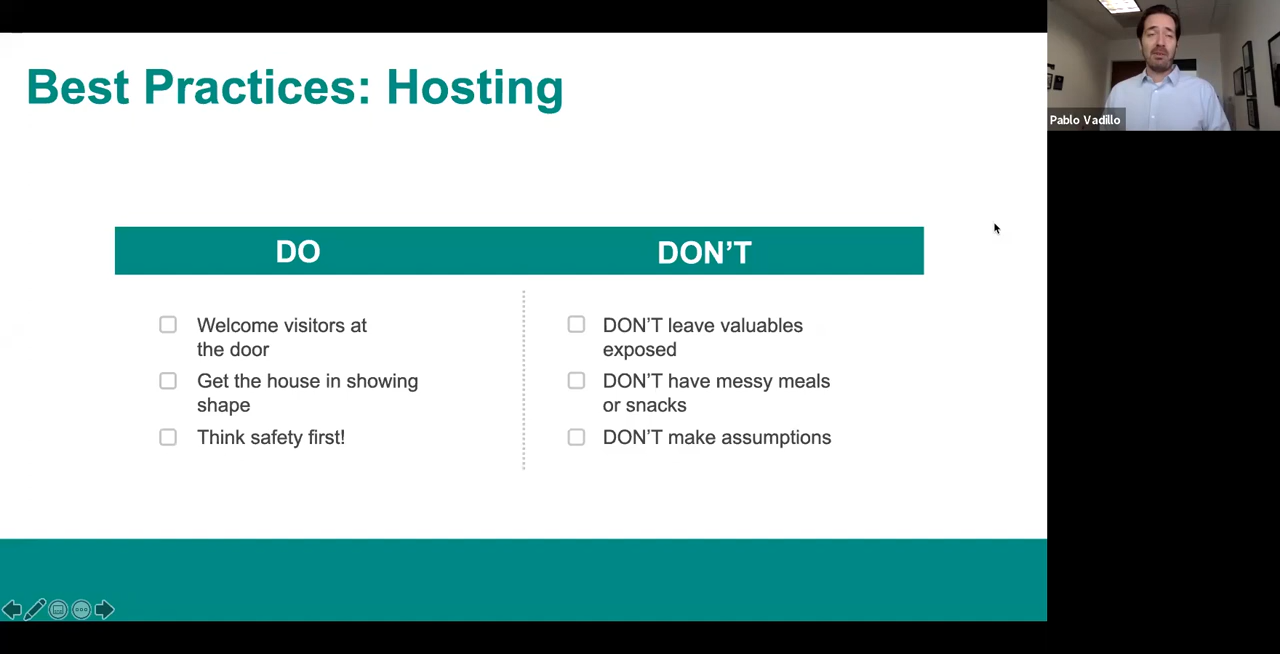 Best Practices: Hosting
Pablo Vadillo
DO
DON'T
Welcome visitors at
the door
Get the house in showing
shape
Think safety first!
DON'T leave valuables
exposed
DON'T have messy meals
or snacks
DON'T make assumptions